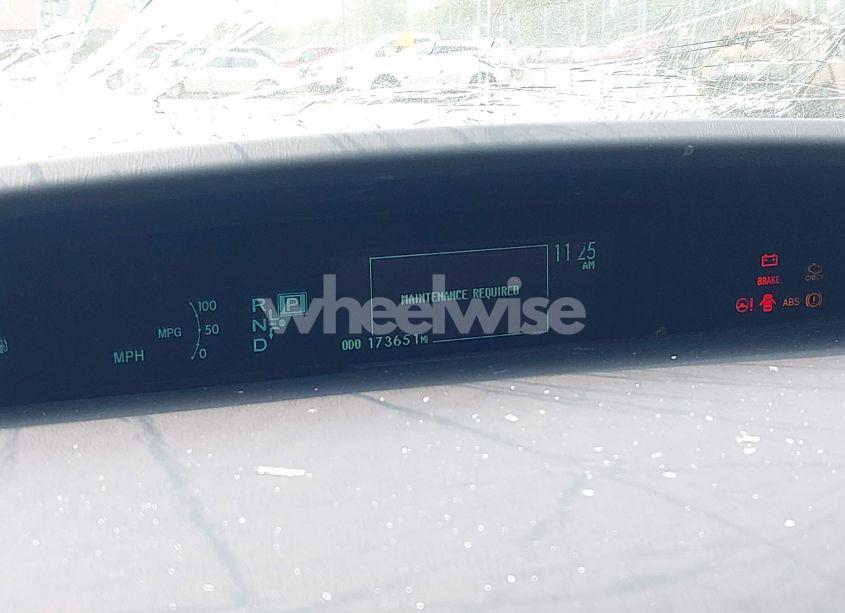 11:25
AM
100
MPG 50
0
MPH
R
P
N
D
B
MAINTENANCE REQUIRED
ODO 173651 MI
BRAKE
CHECK
ABS
wheelwise